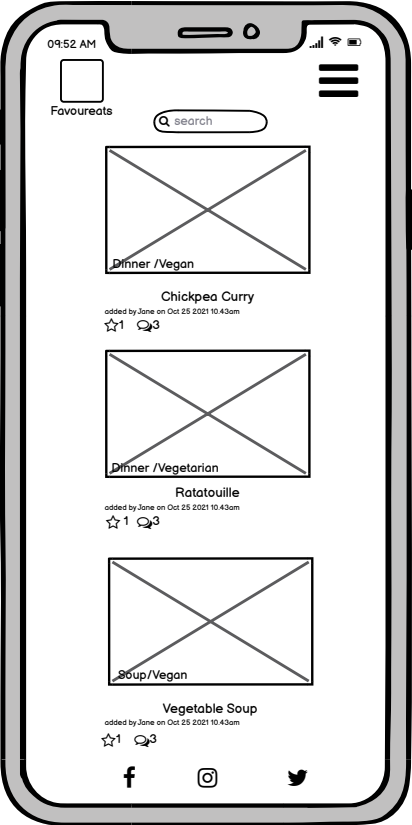 09:52 AM
Favoureats
search
Dinner /Vegan
Chickpea Curry
added by Jane on Oct 25 2021 10.43am
1 3
Dinner /Vegetarian
Ratatouille
added by Jane on Oct 25 2021 10.43am
1 3
Soup/Vegan
Vegetable Soup
added by Jane on Oct 25 2021 10.43am
1 3